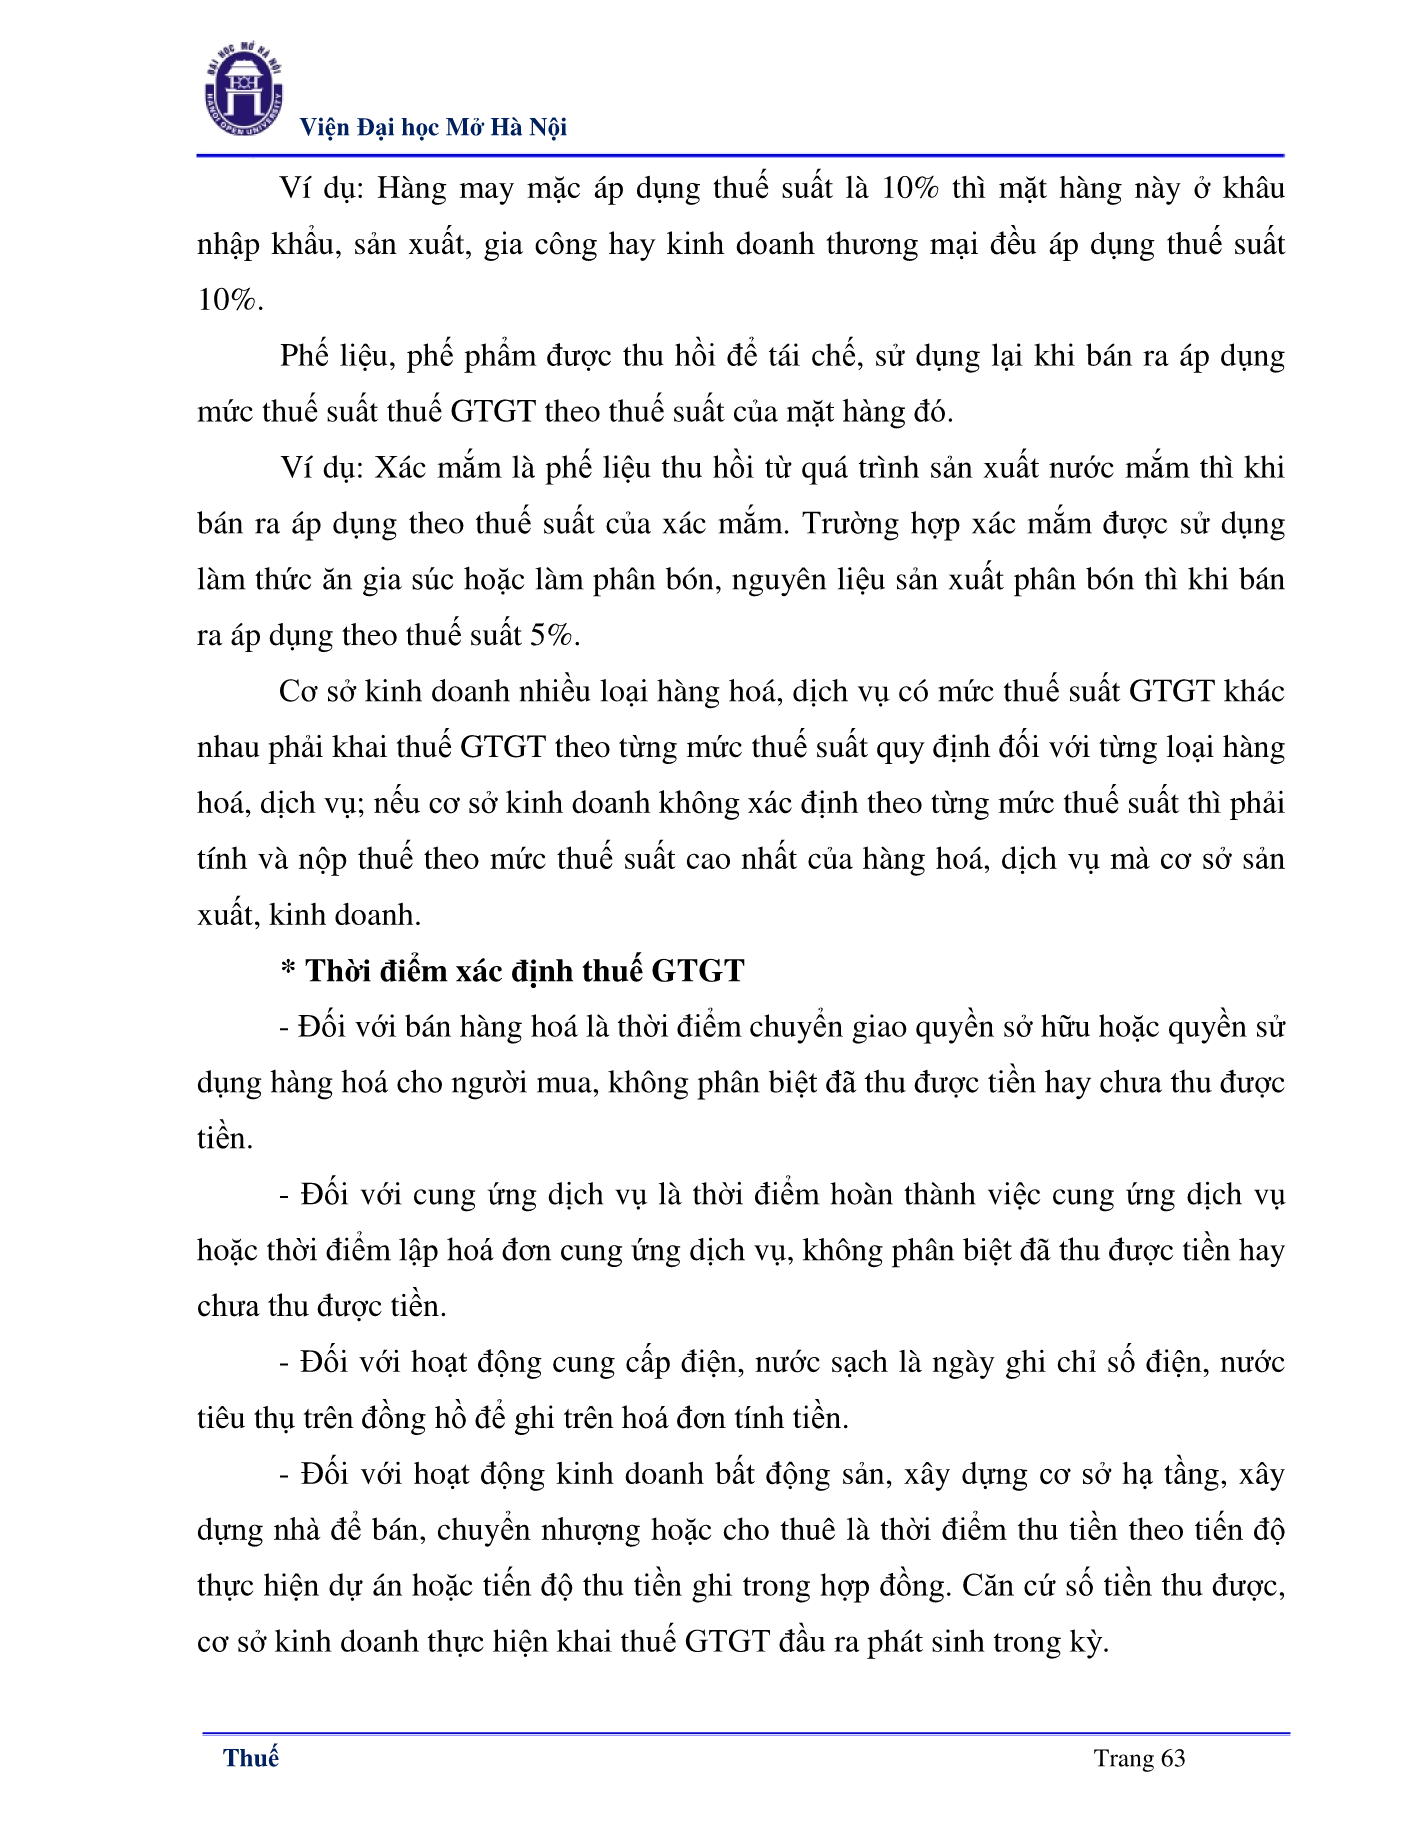 ĐẠI HỌC MỞ HÀ NỘI
HANOI OPEN UNIVERSITY
Viện Đại học Mở Hà Nội
Ví dụ: Hàng may mặc áp dụng thuế suất là 10% thì mặt hàng này ở khâu
nhập khẩu, sản xuất, gia công hay kinh doanh thương mại đều áp dụng thuế suất
10%.
Phế liệu, phế phẩm được thu hồi để tái chế, sử dụng lại khi bán ra áp dụng
mức thuế suất thuế GTGT theo thuế suất của mặt hàng đó.
Ví dụ: Xác mắm là phế liệu thu hồi từ quá trình sản xuất nước mắm thì khi
bán ra áp dụng theo thuế suất của xác mắm. Trường hợp xác mắm được sử dụng
làm thức ăn gia súc hoặc làm phân bón, nguyên liệu sản xuất phân bón thì khi bán
ra áp dụng theo thuế suất 5%.
Cơ sở kinh doanh nhiều loại hàng hoá, dịch vụ có mức thuế suất GTGT khác
nhau phải khai thuế GTGT theo từng mức thuế suất quy định đối với từng loại hàng
hoá, dịch vụ; nếu cơ sở kinh doanh không xác định theo từng mức thuế suất thì phải
tính và nộp thuế theo mức thuế suất cao nhất của hàng hoá, dịch vụ mà cơ sở sản
xuất, kinh doanh.
* Thời điểm xác định thuế GTGT
- Đối với bán hàng hoá là thời điểm chuyển giao quyền sở hữu hoặc quyền sử
dụng hàng hoá cho người mua, không phân biệt đã thu được tiền hay chưa thu được
tiền.
- Đối với cung ứng dịch vụ là thời điểm hoàn thành việc cung ứng dịch vụ
hoặc thời điểm lập hoá đơn cung ứng dịch vụ, không phân biệt đã thu được tiền hay
chưa thu được tiền.
- Đối với hoạt động cung cấp điện, nước sạch là ngày ghi chỉ số điện, nước
tiêu thụ trên đồng hồ để ghi trên hoá đơn tính tiền.
- Đối với hoạt động kinh doanh bất động sản, xây dựng cơ sở hạ tầng, xây
dựng nhà để bán, chuyển nhượng hoặc cho thuê là thời điểm thu tiền theo tiến độ
thực hiện dự án hoặc tiến độ thu tiền ghi trong hợp đồng. Căn cứ số tiền thu được,
cơ sở kinh doanh thực hiện khai thuế GTGT đầu ra phát sinh trong kỳ.
Thuế
Trang 63